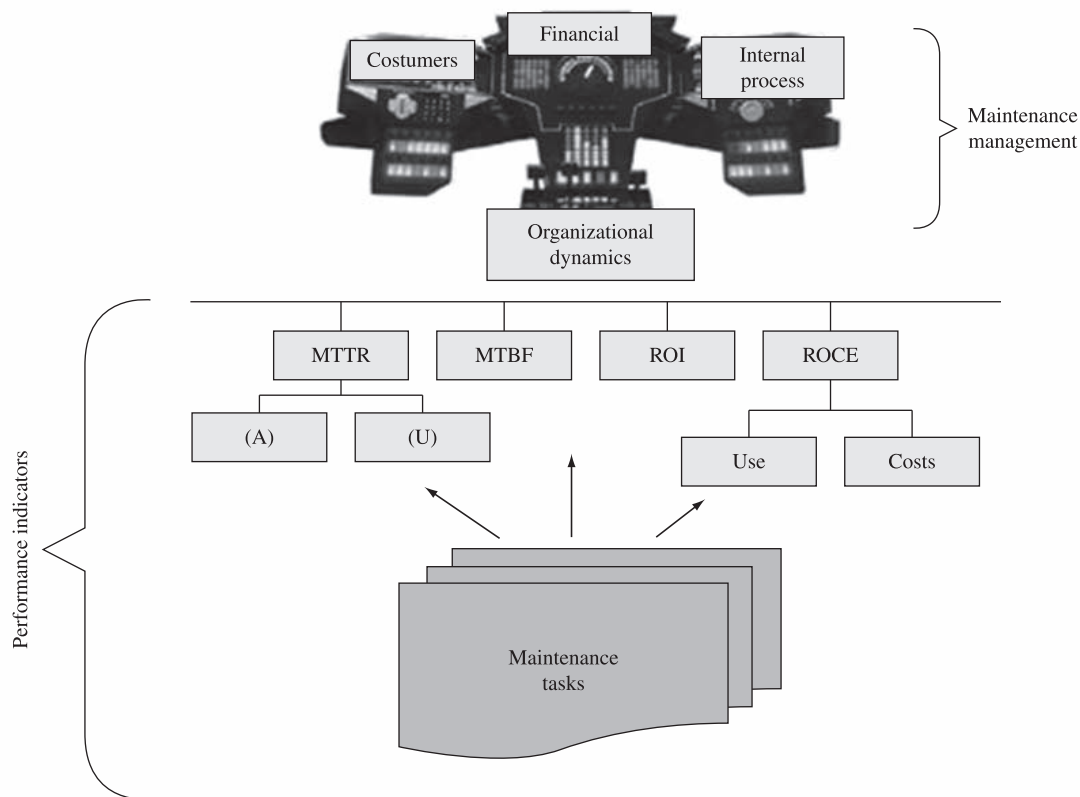 Financial
Costumers
Internal
process
Maintenance
management
Organizational
dynamics
MTTR
MTBF
ROI
ROCE
(A)
(U)
Use
Costs
Performance indicators
Maintenance
tasks